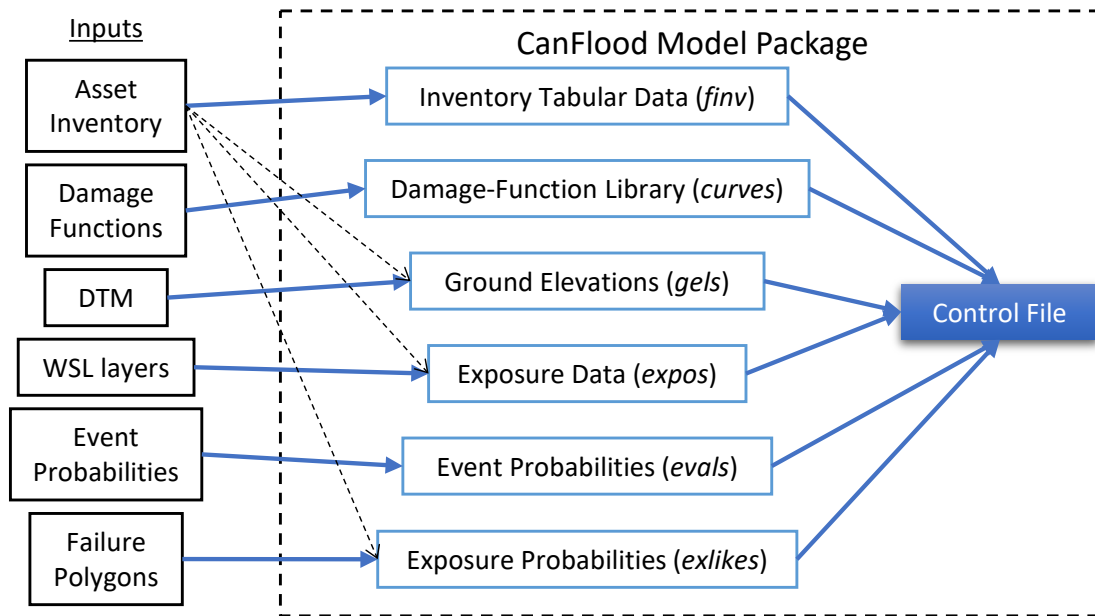 Inputs
CanFlood Model Package
Asset
Inventory
Inventory Tabular Data (finv)
Damage
Functions
Damage-Function Library (curves)
DTM
Ground Elevations (gels)
Control File
WSL layers
Exposure Data (expos)
Event
Probabilities
Event Probabilities (evals)
Failure
Polygons
Exposure Probabilities (exlikes)